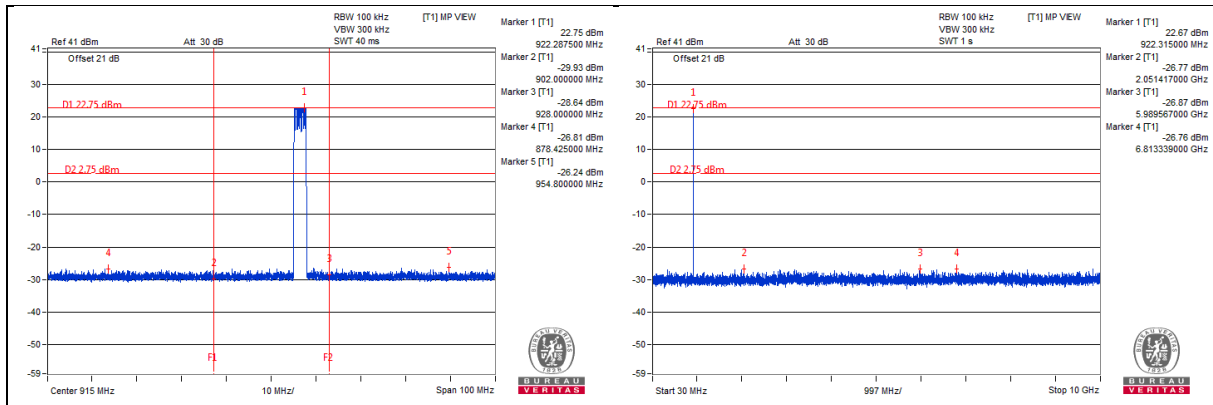 RBW 100 kHz [T1] MP VIEW
VBW 300 kHz
Ref 41 dBm Att 30 dB SWT 40 ms
41
Offset 21 dB
30
20
10
0
-10
-20
-30
-40
-50
-59
D1 22.75 dBm
D2 2.75 dBm
1
2
3
4
5
F1
F2
Center 915 MHz 10 MHz/ Span 100 MHz
Marker 1 [T1]
22.75 dBm
922.287500 MHz
Marker 2 [T1]
-29.93 dBm
902.000000 MHz
Marker 3 [T1]
-28.64 dBm
928.000000 MHz
Marker 4 [T1]
-26.81 dBm
878.425000 MHz
Marker 5 [T1]
-26.24 dBm
954.800000 MHz
BUREAU VERITAS
1828
BUREAU
VERITAS
RBW 100 kHz [T1] MP VIEW
VBW 300 kHz
Ref 41 dBm Att 30 dB SWT 1 s
41
Offset 21 dB
30
20
10
0
-10
-20
-30
-40
-50
-59
D1 22.75 dBm
D2 2.75 dBm
1
2
3
4
Start 30 MHz 997 MHz/ Stop 10 GHz
Marker 1 [T1]
22.67 dBm
922.315000 MHz
Marker 2 [T1]
-26.77 dBm
2.051417000 GHz
Marker 3 [T1]
-26.87 dBm
5.989567000 GHz
Marker 4 [T1]
-26.76 dBm
6.813339000 GHz
BUREAU VERITAS
1828
BUREAU
VERITAS